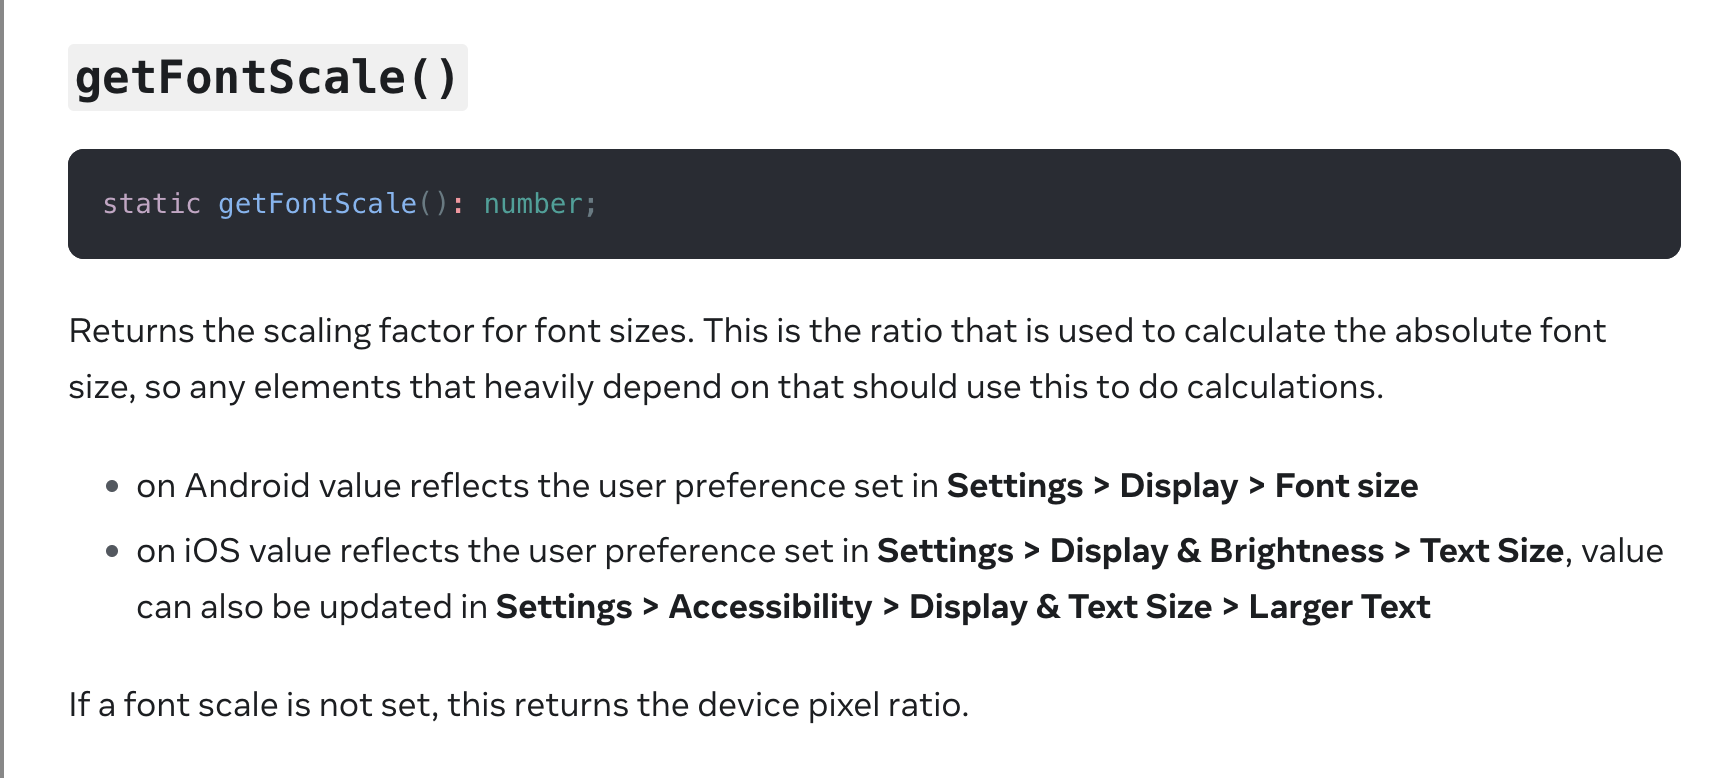 getFontScale()
static getFontScale(): number;
Returns the scaling factor for font sizes. This is the ratio that is used to calculate the absolute font
size, so any elements that heavily depend on that should use this to do calculations.
• on Android value reflects the user preference set in Settings > Display > Font size
• on iOS value reflects the user preference set in Settings > Display & Brightness > Text Size, value
can also be updated in Settings > Accessibility > Display & Text Size > Larger Text
If a font scale is not set, this returns the device pixel ratio.